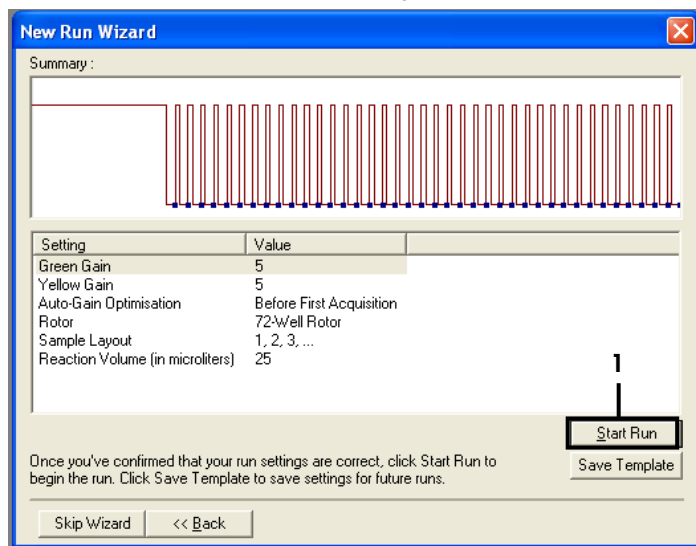 New Run Wizard
Summary :
Setting Value
Green Gain 5
Yellow Gain 5
Auto-Gain Optimisation Before First Acquisition
Rotor 72-Well Rotor
Sample Layout 1, 2, 3, ...
Reaction Volume (in microliters) 25
1
Start Run
Once you've confirmed that your run settings are correct, click Start Run to
begin the run. Click Save Template to save settings for future runs.
Save Template
Skip Wizard << Back